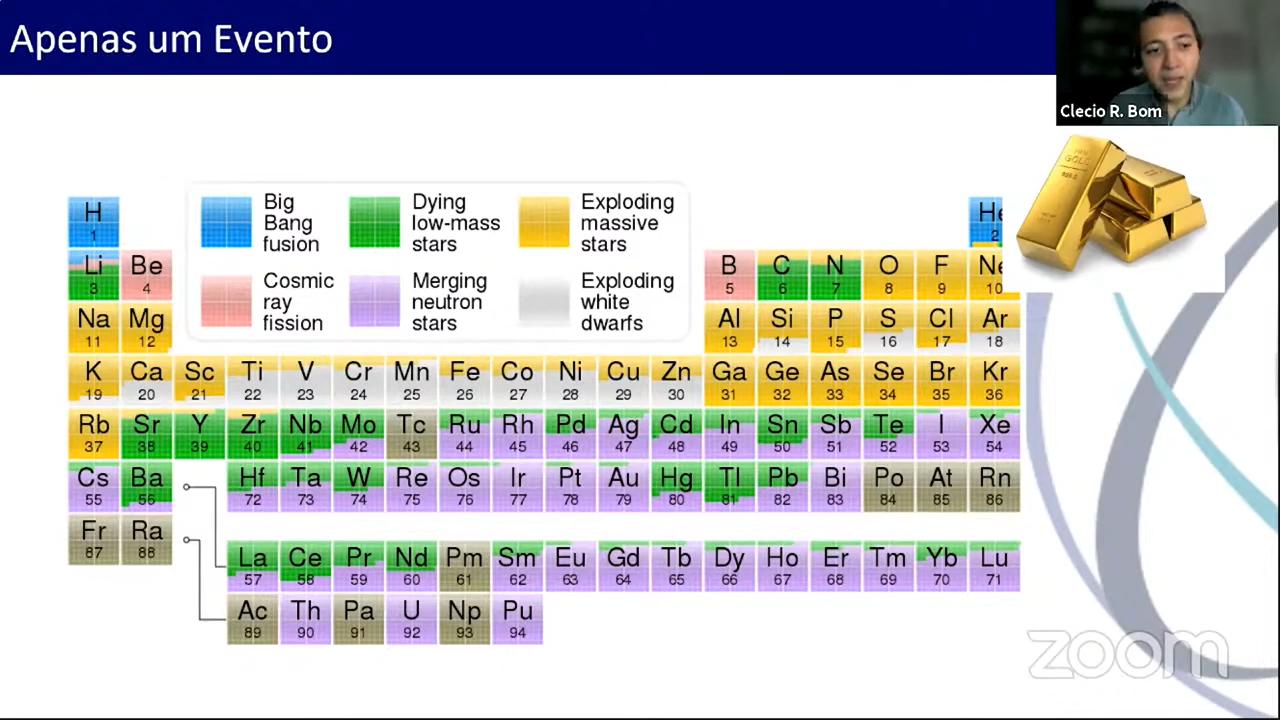 Apenas um Evento
Clecio R. Bom
GOLD
Big Bang fusion
Dying low-mass stars
Exploding massive stars
Cosmic ray fission
Merging neutron stars
Exploding white dwarfs
H He
1 2
Li Be B C N O F Ne
3 4 5 6 7 8 9 10
Na Mg Al Si P S Cl Ar
11 12 13 14 15 16 17 18
K Ca Sc Ti V Cr Mn Fe Co Ni Cu Zn Ga Ge As Se Br Kr
19 20 21 22 23 24 25 26 27 28 29 30 31 32 33 34 35 36
Rb Sr Y Zr Nb Mo Tc Ru Rh Pd Ag Cd In Sn Sb Te I Xe
37 38 39 40 41 42 43 44 45 46 47 48 49 50 51 52 53 54
Cs Ba Hf Ta W Re Os Ir Pt Au Hg Tl Pb Bi Po At Rn
55 56 72 73 74 75 76 77 78 79 80 81 82 83 84 85 86
Fr Ra
87 88
La Ce Pr Nd Pm Sm Eu Gd Tb Dy Ho Er Tm Yb Lu
57 58 59 60 61 62 63 64 65 66 67 68 69 70 71
Ac Th Pa U Np Pu
89 90 91 92 93 94
zoom